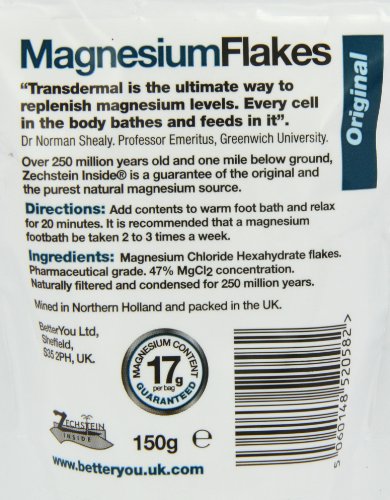 MagnesiumFlakes
Original
“Transdermal is the ultimate way to
replenish magnesium levels. Every cell
in the body bathes and feeds in it”.
Dr Norman Shealy. Professor Emeritus, Greenwich University.
Over 250 million years old and one mile below ground,
Zechstein Inside® is a guarantee of the original and
the purest natural magnesium source.
Directions: Add contents to warm foot bath and relax
for 20 minutes. It is recommended that a magnesium
footbath be taken 2 to 3 times a week.
Ingredients: Magnesium Chloride Hexahydrate flakes.
Pharmaceutical grade. 47% MgCl2 concentration.
Naturally filtered and condensed for 250 million years.
Mined in Northern Holland and packed in the UK.
BetterYou Ltd,
Sheffield,
S35 2PH, UK.
MAGNESIUM CONTENT
17g
per bag
GUARANTEED
5 060148 520582 >
ZECHSTEIN
INSIDE
150g ℮
www.betteryou.uk.com